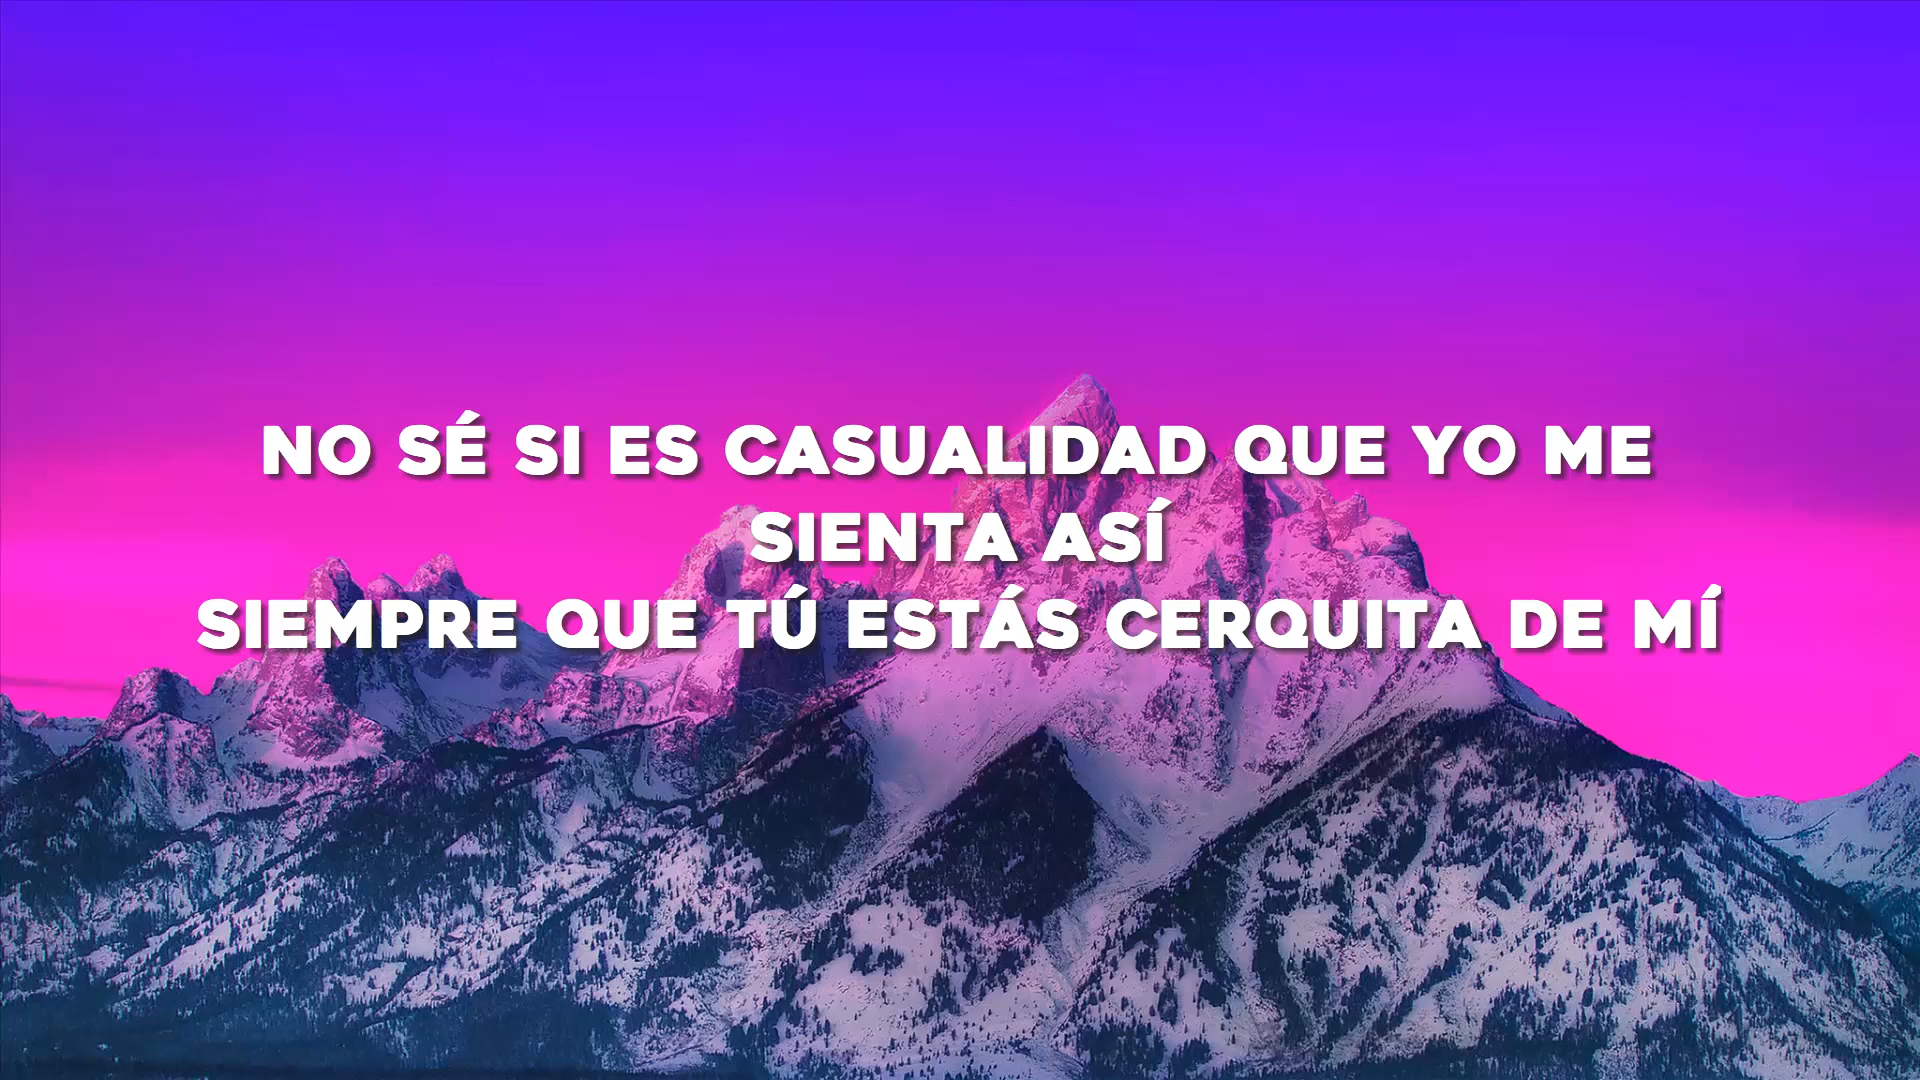 NO SÉ SI ES CASUALIDAD QUE YO ME
SIENTA ASÍ
SIEMPRE QUE TÚ ESTÁS CERQUITA DE MÍ